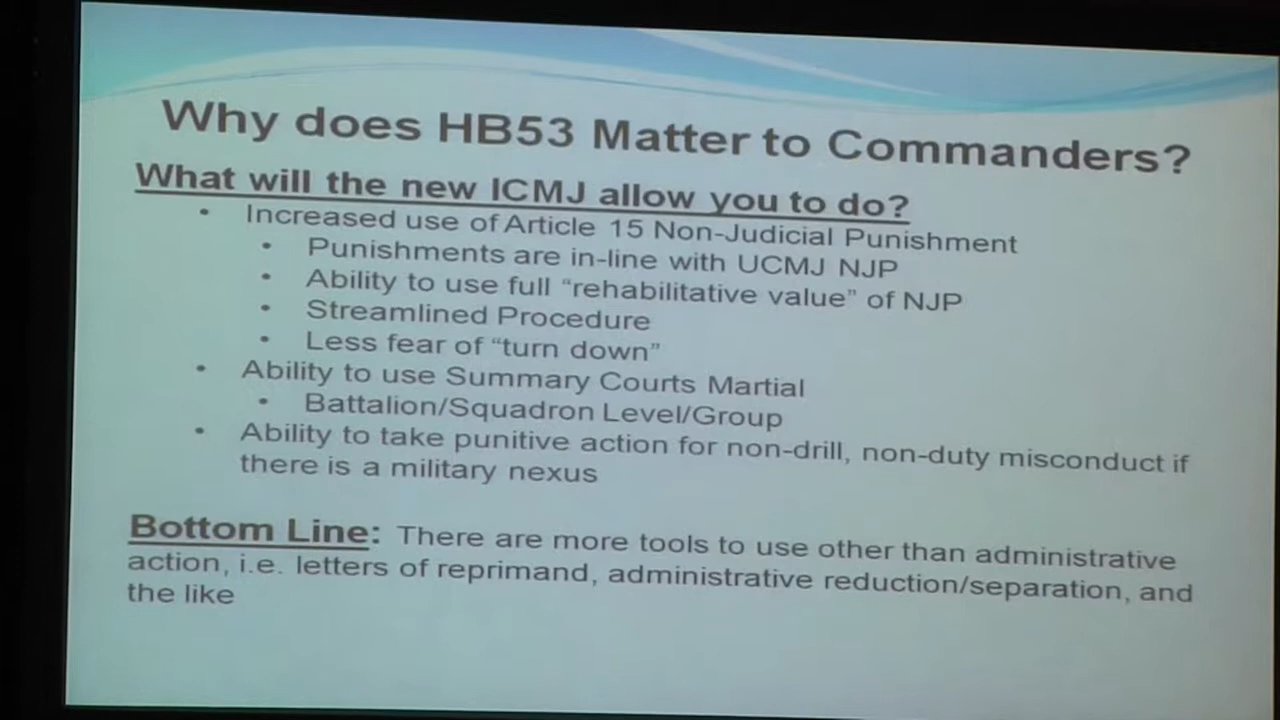 Why does HB53 Matter to Commanders?
What will the new ICMJ allow you to do?
• Increased use of Article 15 Non-Judicial Punishment
• Punishments are in-line with UCMJ NJP
• Ability to use full “rehabilitative value” of NJP
• Streamlined Procedure
• Less fear of “turn down”
• Ability to use Summary Courts Martial
• Battalion/Squadron Level/Group
• Ability to take punitive action for non-drill, non-duty misconduct if
there is a military nexus
Bottom Line: There are more tools to use other than administrative
action, i.e. letters of reprimand, administrative reduction/separation, and
the like